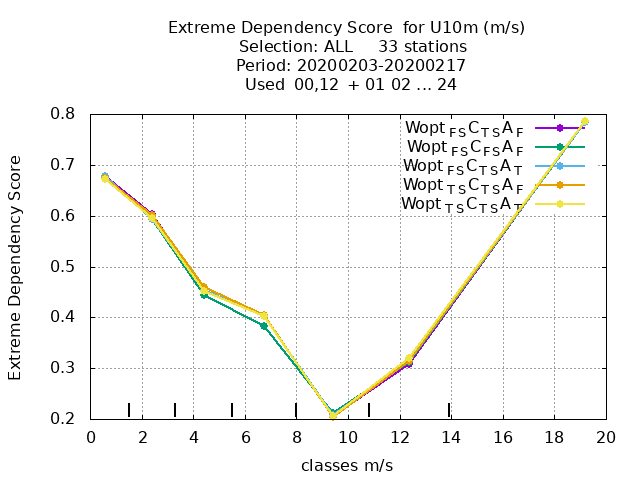 Extreme Dependency Score  for U10m (m/s)
Selection: ALL     33 stations
Period: 20200203-20200217
Used  00,12  + 01 02 ... 24
Wopt FS C TS A F
Wopt FS C FS A F
Wopt FS C TS A T
Wopt TS C TS A F
Wopt TS C TS A T
Extreme Dependency Score
0.8
0.7
0.6
0.5
0.4
0.3
0.2
0 2 4 6 8 10 12 14 16 18 20
classes m/s